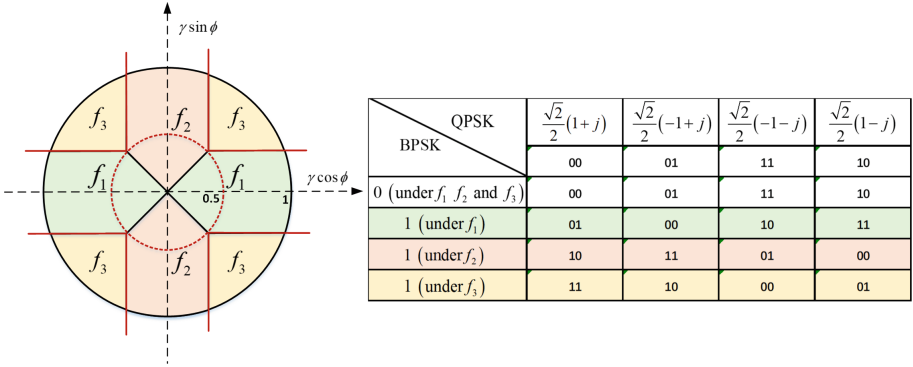 γ sin ϕ
f₃ f₂ f₃
f₁ f₁ γ cos ϕ
0.5 1
f₃ f₂ f₃
QPSK
BPSK
√2/2 (1+j) √2/2 (−1+j) √2/2 (−1−j) √2/2 (1−j)
00 01 11 10
0 (under f₁ f₂ and f₃) 00 01 11 10
1 (under f₁) 01 00 10 11
1 (under f₂) 10 11 01 00
1 (under f₃) 11 10 00 01